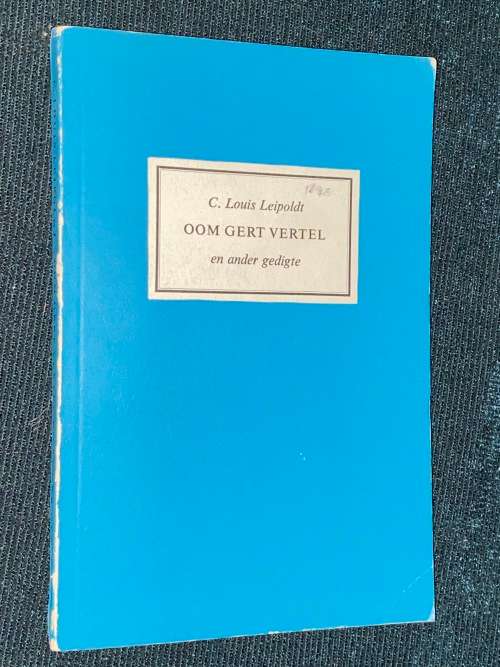 C. Louis Leipoldt
OOM GERT VERTEL
en ander gedigte